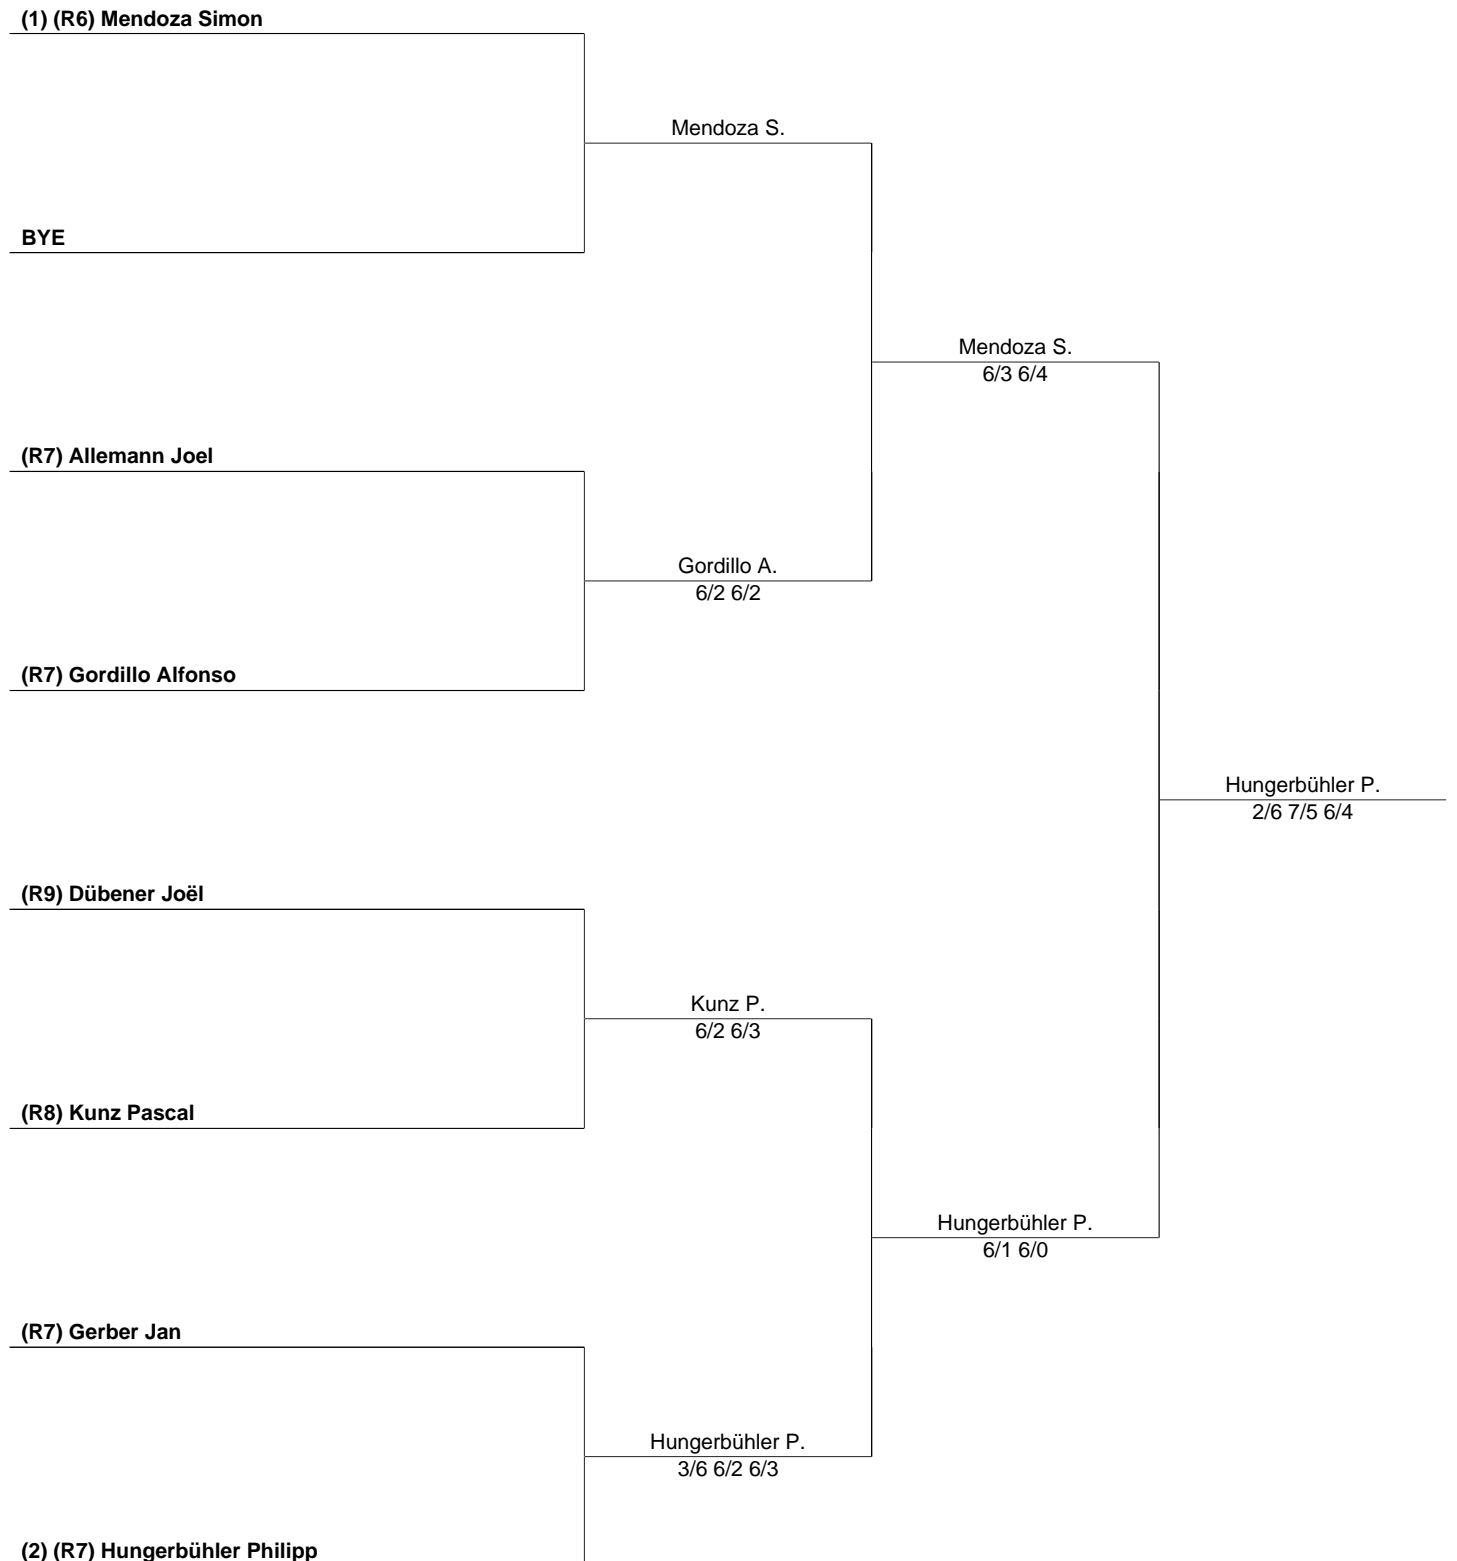 (1) (R6) Mendoza Simon
Mendoza S.
BYE
Mendoza S.
6/3 6/4
(R7) Allemann Joel
Gordillo A.
6/2 6/2
(R7) Gordillo Alfonso
Hungerbühler P.
2/6 7/5 6/4
(R9) Dübener Joël
Kunz P.
6/2 6/3
(R8) Kunz Pascal
Hungerbühler P.
6/1 6/0
(R7) Gerber Jan
Hungerbühler P.
3/6 6/2 6/3
(2) (R7) Hungerbühler Philipp